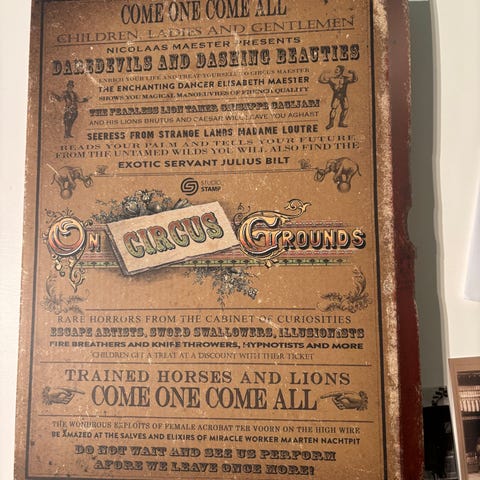 COME ONE COME ALL
CHILDREN, LADIES AND GENTLEMEN
NICOLAAS MAESTER PRESENTS
DAREDEVILS AND DASHING BEAUTIES
ENRICH YOUR LIFE AND TREAT YOURSELF TO CIRCUS MAESTER
THE ENCHANTING DANCER ELISABETH MAESTER
SHOWS YOU MAGICAL MANOEUVRES OF FRENCH QUALITY
THE FEARLESS LION TAMER GIUSEPPE GAGLIARI
AND HIS LIONS BRUTUS AND CAESAR WILL LEAVE YOU AGHAST
SEERESS FROM STRANGE LANDS MADAME LOUTRE
READS YOUR PALM AND TELLS YOUR FUTURE
FROM THE UNTAMED WILDS YOU WILL ALSO FIND THE
EXOTIC SERVANT JULIUS BILT
STUDIO
STAMP
ON CIRCUS GROUNDS
RARE HORRORS FROM THE CABINET OF CURIOSITIES
ESCAPE ARTISTS, SWORD SWALLOWERS, ILLUSIONISTS
FIRE BREATHERS AND KNIFE THROWERS, HYPNOTISTS AND MORE
CHILDREN GET A TREAT AT A DISCOUNT WITH THEIR TICKET
TRAINED HORSES AND LIONS
COME ONE COME ALL
THE WONDROUS EXPLOITS OF FEMALE ACROBAT TER VOORN ON THE HIGH WIRE
BE AMAZED AT THE SALVES AND ELIXIRS OF MIRACLE WORKER MAARTEN NACHTPIT
DO NOT WAIT AND SEE US PERFORM
AFORE WE LEAVE ONCE MORE!